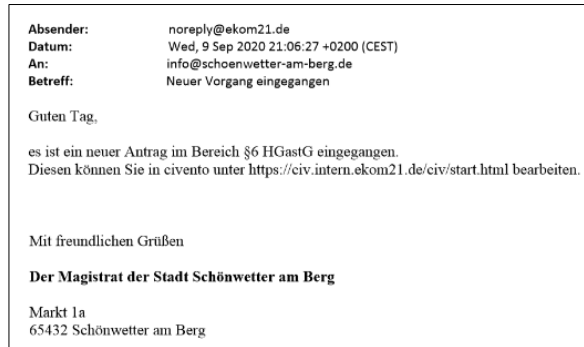 Absender: noreply@ekom21.de
Datum: Wed, 9 Sep 2020 21:06:27 +0200 (CEST)
An: info@schoenwetter-am-berg.de
Betreff: Neuer Vorgang eingegangen
Guten Tag,
es ist ein neuer Antrag im Bereich §6 HGastG eingegangen.
Diesen können Sie in civento unter https://civ.intern.ekom21.de/civ/start.html bearbeiten.
Mit freundlichen Grüßen
Der Magistrat der Stadt Schönwetter am Berg
Markt 1a
65432 Schönwetter am Berg